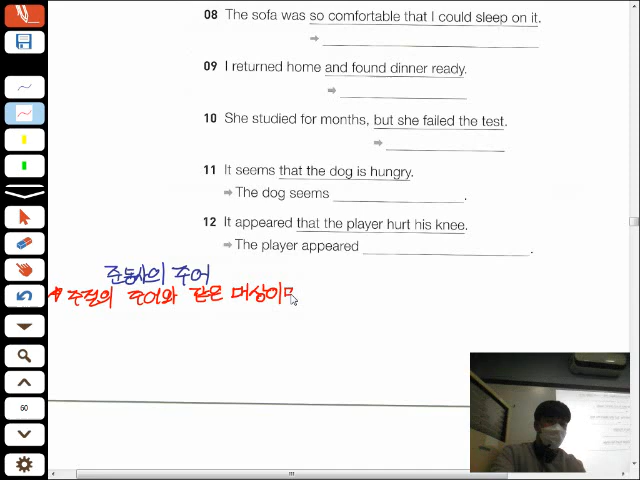 08 The sofa was so comfortable that I could sleep on it.
⇒
09 I returned home and found dinner ready.
⇒
10 She studied for months, but she failed the test.
⇒
11 It seems that the dog is hungry.
⇒ The dog seems .
12 It appeared that the player hurt his knee.
⇒ The player appeared .
준동사의 주어
주절의 주어와 같은 대상이
60